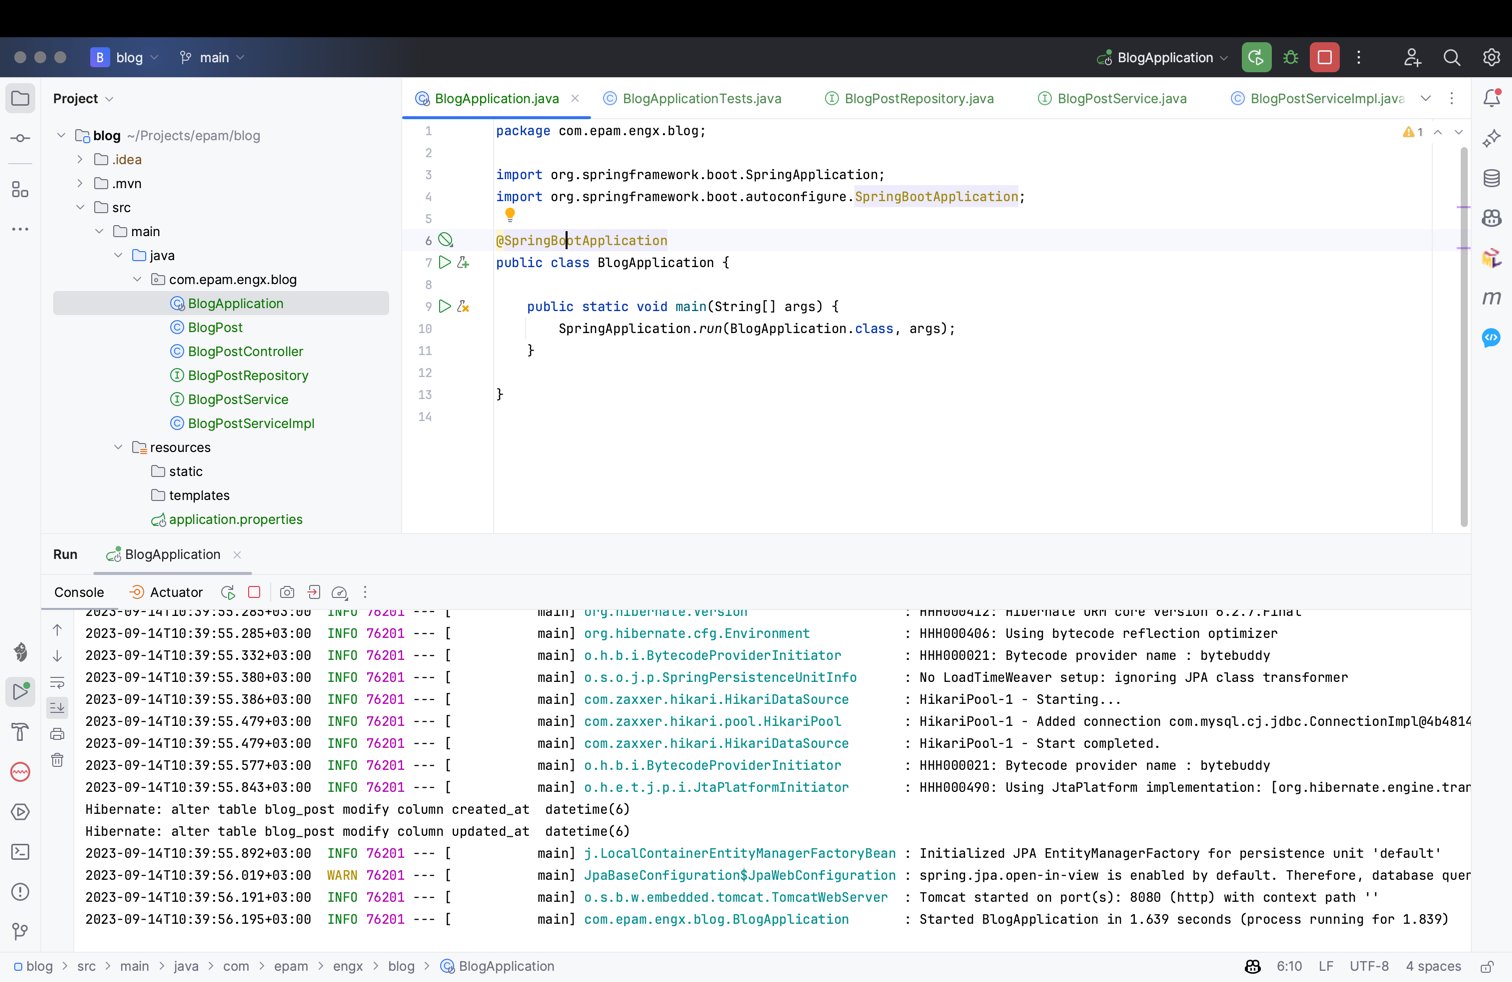 B blog main BlogApplication
Project
BlogApplication.java BlogApplicationTests.java BlogPostRepository.java BlogPostService.java BlogPostServiceImpl.java
blog ~/Projects/epam/blog
.idea
.mvn
src
main
java
com.epam.engx.blog
BlogApplication
BlogPost
BlogPostController
BlogPostRepository
BlogPostService
BlogPostServiceImpl
resources
static
templates
application.properties
1 package com.epam.engx.blog;
1
2
3 import org.springframework.boot.SpringApplication;
4 import org.springframework.boot.autoconfigure.SpringBootApplication;
5
6 @SpringBootApplication
7 public class BlogApplication {
8
9 public static void main(String[] args) {
10 SpringApplication.run(BlogApplication.class, args);
11 }
12
13 }
14
m
Run BlogApplication
Console Actuator
2023-09-14T10:39:55.285+03:00 INFO 76201 --- [ main] org.hibernate.Version : HHH000412: Hibernate ORM core version 6.2.7.Final
2023-09-14T10:39:55.285+03:00 INFO 76201 --- [ main] org.hibernate.cfg.Environment : HHH000406: Using bytecode reflection optimizer
2023-09-14T10:39:55.332+03:00 INFO 76201 --- [ main] o.h.b.i.BytecodeProviderInitiator : HHH000021: Bytecode provider name : bytebuddy
2023-09-14T10:39:55.380+03:00 INFO 76201 --- [ main] o.s.o.j.p.SpringPersistenceUnitInfo : No LoadTimeWeaver setup: ignoring JPA class transformer
2023-09-14T10:39:55.386+03:00 INFO 76201 --- [ main] com.zaxxer.hikari.HikariDataSource : HikariPool-1 - Starting...
2023-09-14T10:39:55.479+03:00 INFO 76201 --- [ main] com.zaxxer.hikari.pool.HikariPool : HikariPool-1 - Added connection com.mysql.cj.jdbc.ConnectionImpl@4b4814
2023-09-14T10:39:55.479+03:00 INFO 76201 --- [ main] com.zaxxer.hikari.HikariDataSource : HikariPool-1 - Start completed.
2023-09-14T10:39:55.577+03:00 INFO 76201 --- [ main] o.h.b.i.BytecodeProviderInitiator : HHH000021: Bytecode provider name : bytebuddy
2023-09-14T10:39:55.843+03:00 INFO 76201 --- [ main] o.h.e.t.j.p.i.JtaPlatformInitiator : HHH000490: Using JtaPlatform implementation: [org.hibernate.engine.tran
Hibernate: alter table blog_post modify column created_at datetime(6)
Hibernate: alter table blog_post modify column updated_at datetime(6)
2023-09-14T10:39:55.892+03:00 INFO 76201 --- [ main] j.LocalContainerEntityManagerFactoryBean : Initialized JPA EntityManagerFactory for persistence unit 'default'
2023-09-14T10:39:56.019+03:00 WARN 76201 --- [ main] JpaBaseConfiguration$JpaWebConfiguration : spring.jpa.open-in-view is enabled by default. Therefore, database quer
2023-09-14T10:39:56.191+03:00 INFO 76201 --- [ main] o.s.b.w.embedded.tomcat.TomcatWebServer : Tomcat started on port(s): 8080 (http) with context path ''
2023-09-14T10:39:56.195+03:00 INFO 76201 --- [ main] com.epam.engx.blog.BlogApplication : Started BlogApplication in 1.639 seconds (process running for 1.839)
blog > src > main > java > com > epam > engx > blog > BlogApplication 6:10 LF UTF-8 4 spaces